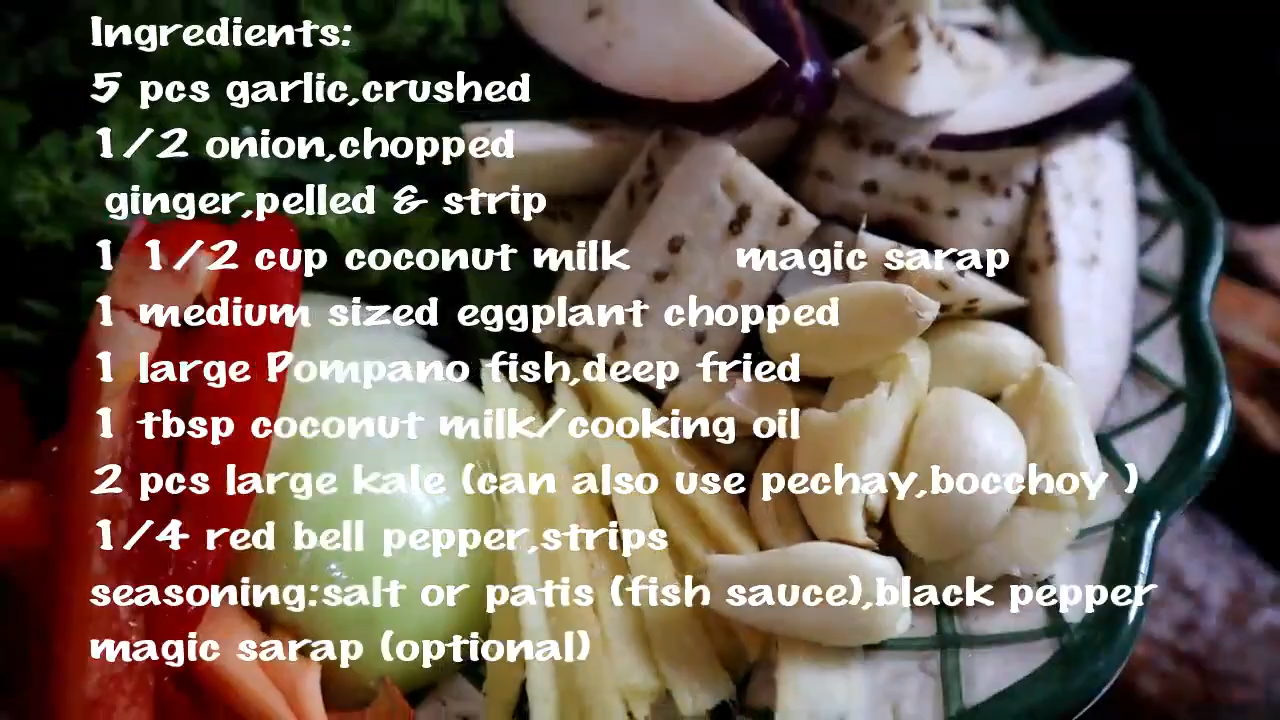 Ingredients:
5 pcs garlic,crushed
1/2 onion,chopped
ginger,pelled & strip
1 1/2 cup coconut milk magic sarap
1 medium sized eggplant chopped
1 large Pompano fish,deep fried
1 tbsp coconut milk/cooking oil
2 pcs large kale (can also use pechay,bocchoy )
1/4 red bell pepper,strips
seasoning:salt or patis (fish sauce),black pepper
magic sarap (optional)